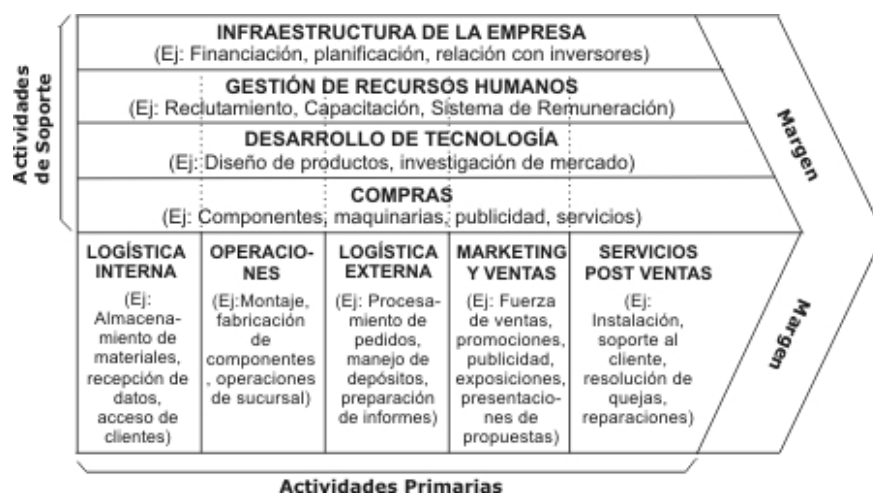 Actividades
de Soporte
INFRAESTRUCTURA DE LA EMPRESA
(Ej: Financiación, planificación, relación con inversores)
GESTIÓN DE RECURSOS HUMANOS
(Ej: Reclutamiento, Capacitación, Sistema de Remuneración)
DESARROLLO DE TECNOLOGÍA
(Ej: Diseño de productos, investigación de mercado)
COMPRAS
(Ej: Componentes, maquinarias, publicidad, servicios)
Margen
LOGÍSTICA
INTERNA
(Ej:
Almacena-
miento de
materiales,
recepción de
datos,
acceso de
clientes)
OPERACIO-
NES
(Ej:Montaje,
fabricación
de
componentes
, operaciones
de sucursal)
LOGÍSTICA
EXTERNA
(Ej: Procesa-
miento de
pedidos,
manejo de
depósitos,
preparación
de informes)
MARKETING
Y VENTAS
(Ej: Fuerza
de ventas,
promociones,
publicidad,
exposiciones,
presentacio-
nes de
propuestas)
SERVICIOS
POST VENTAS
(Ej:
Instalación,
soporte al
cliente,
resolución de
quejas,
reparaciones)
Margen
Actividades Primarias